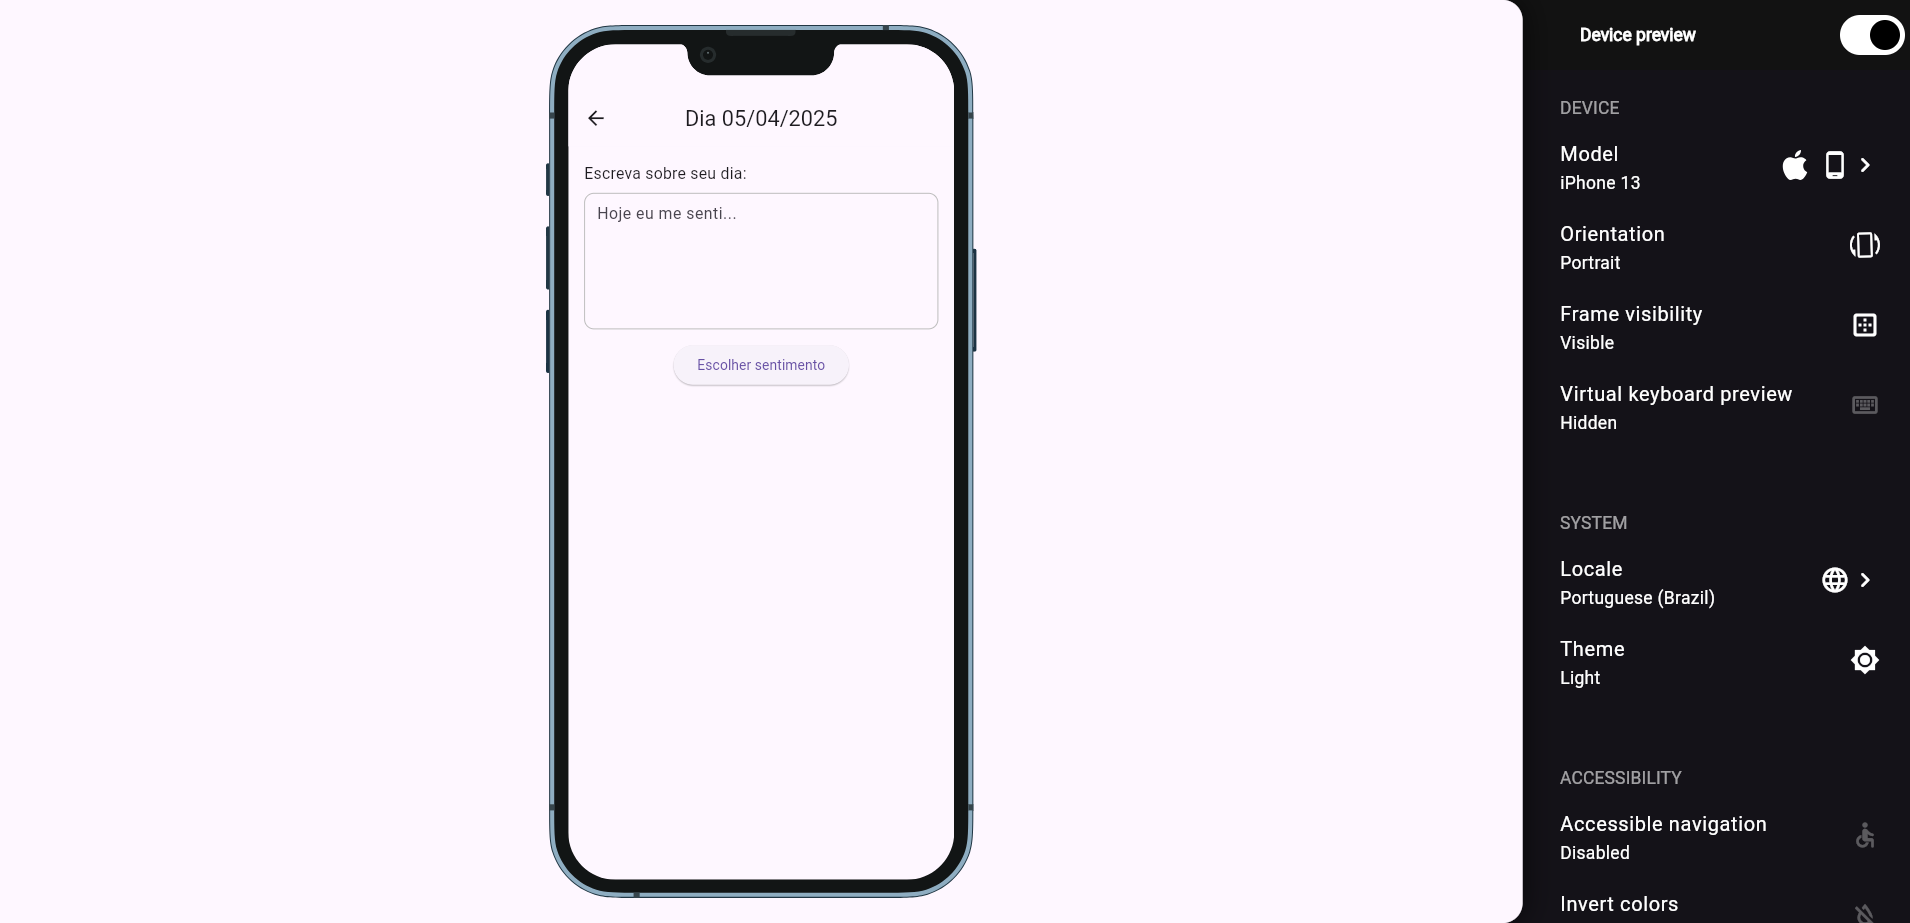 Dia 05/04/2025
Escreva sobre seu dia:
Hoje eu me senti...
Escolher sentimento
Device preview
DEVICE
Model
iPhone 13
Orientation
Portrait
Frame visibility
Visible
Virtual keyboard preview
Hidden
SYSTEM
Locale
Portuguese (Brazil)
Theme
Light
ACCESSIBILITY
Accessible navigation
Disabled
Invert colors